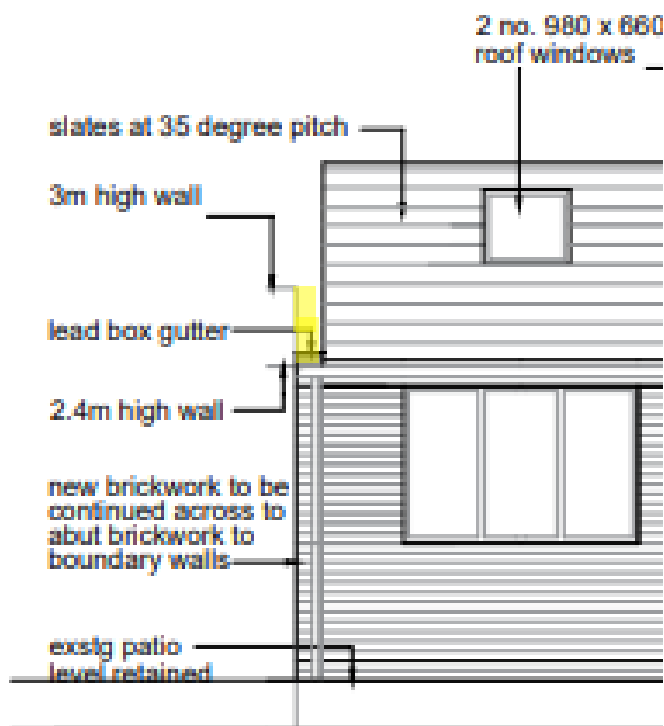 2 no. 980 x 660
roof windows
slates at 35 degree pitch
3m high wall
lead box gutter
2.4m high wall
new brickwork to be
continued across to
abut brickwork to
boundary walls
exstg patio
level retained